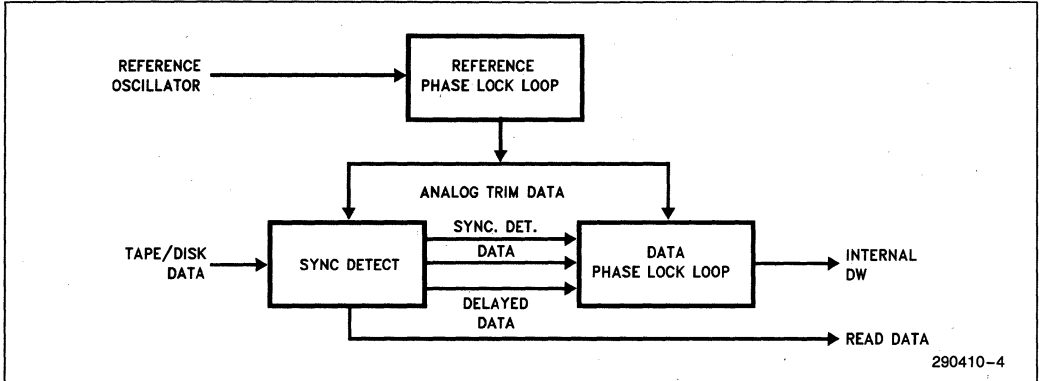 REFERENCE
OSCILLATOR
REFERENCE
PHASE LOCK LOOP
ANALOG TRIM DATA
TAPE/DISK
DATA
SYNC DETECT
SYNC. DET.
DATA
DELAYED
DATA
DATA
PHASE LOCK LOOP
INTERNAL
DW
READ DATA
290410-4